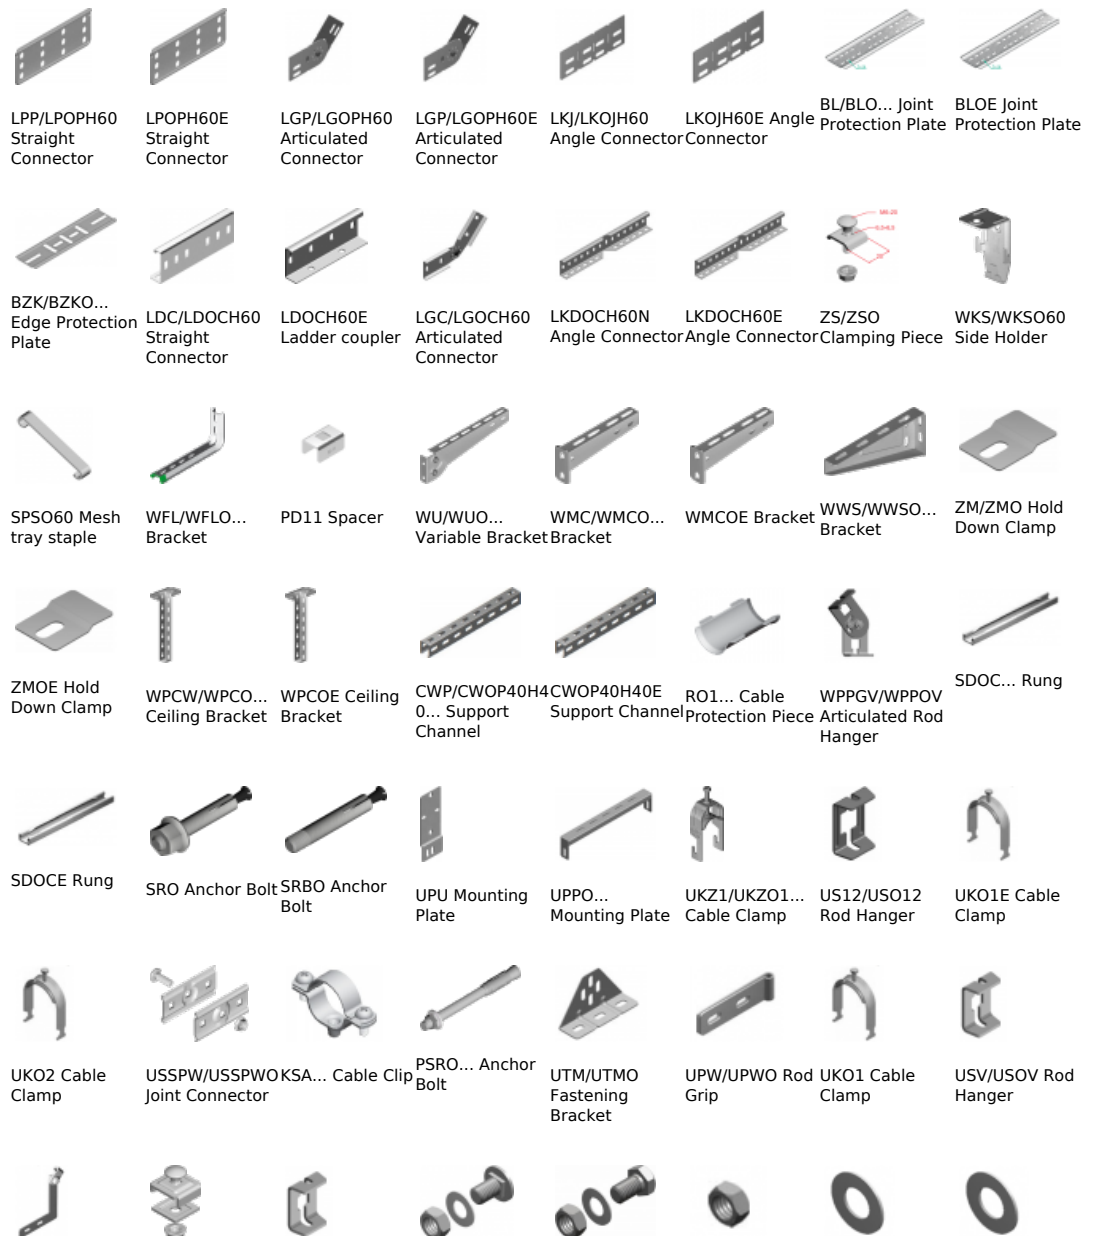 LPP/LPOPH60
Straight
Connector
LPOPH60E
Straight
Connector
LGP/LGOPH60
Articulated
Connector
LGP/LGOPH60E
Articulated
Connector
LKJ/LKOJH60
Angle Connector
LKOJH60E Angle
Connector
BL/BLO... Joint
Protection Plate
BLOE Joint
Protection Plate
BZK/BZKO...
Edge Protection
Plate
LDC/LDOCH60
Straight
Connector
LDOCH60E
Ladder coupler
LGC/LGOCH60
Articulated
Connector
LKDOCH60N
Angle Connector
LKDOCH60E
Angle Connector
ZS/ZSO
Clamping Piece
WKS/WKSO60
Side Holder
SPSO60 Mesh
tray staple
WFL/WFLO...
Bracket
PD11 Spacer
WU/WUO...
Variable Bracket
WMC/WMCO...
Bracket
WMCOE Bracket
WWS/WWSO...
Bracket
ZM/ZMO Hold
Down Clamp
ZMOE Hold
Down Clamp
WPCW/WPCO...
Ceiling Bracket
WPCOE Ceiling
Bracket
CWP/CWOP40H4
0... Support
Channel
CWOP40H40E
Support Channel
RO1... Cable
Protection Piece
WPPGV/WPPOV
Articulated Rod
Hanger
SDOC... Rung
SDOCE Rung
SRO Anchor Bolt
SRBO Anchor
Bolt
UPU Mounting
Plate
UPPO...
Mounting Plate
UKZ1/UKZO1...
Cable Clamp
US12/USO12
Rod Hanger
UKO1E Cable
Clamp
UKO2 Cable
Clamp
USSPW/USSPWO
Joint Connector
KSA... Cable Clip
PSRO... Anchor
Bolt
UTM/UTMO
Fastening
Bracket
UPW/UPWO Rod
Grip
UKO1 Cable
Clamp
USV/USOV Rod
Hanger